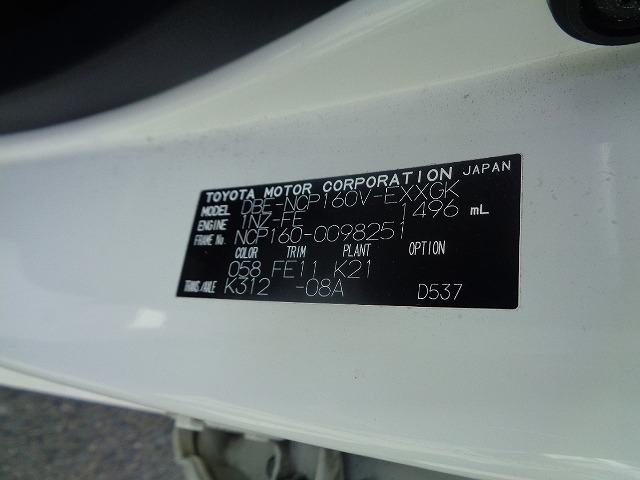 TOYOTA MOTOR CORPORATION JAPAN
MODEL DBE-NCP160V-EXXGK
ENGINE 1NZ-FE 1496 mL
FRAME No. NCP160-0098251
COLOR TRIM PLANT OPTION
058 FE11 K21
TRANS/AXLE K312 -08A D537